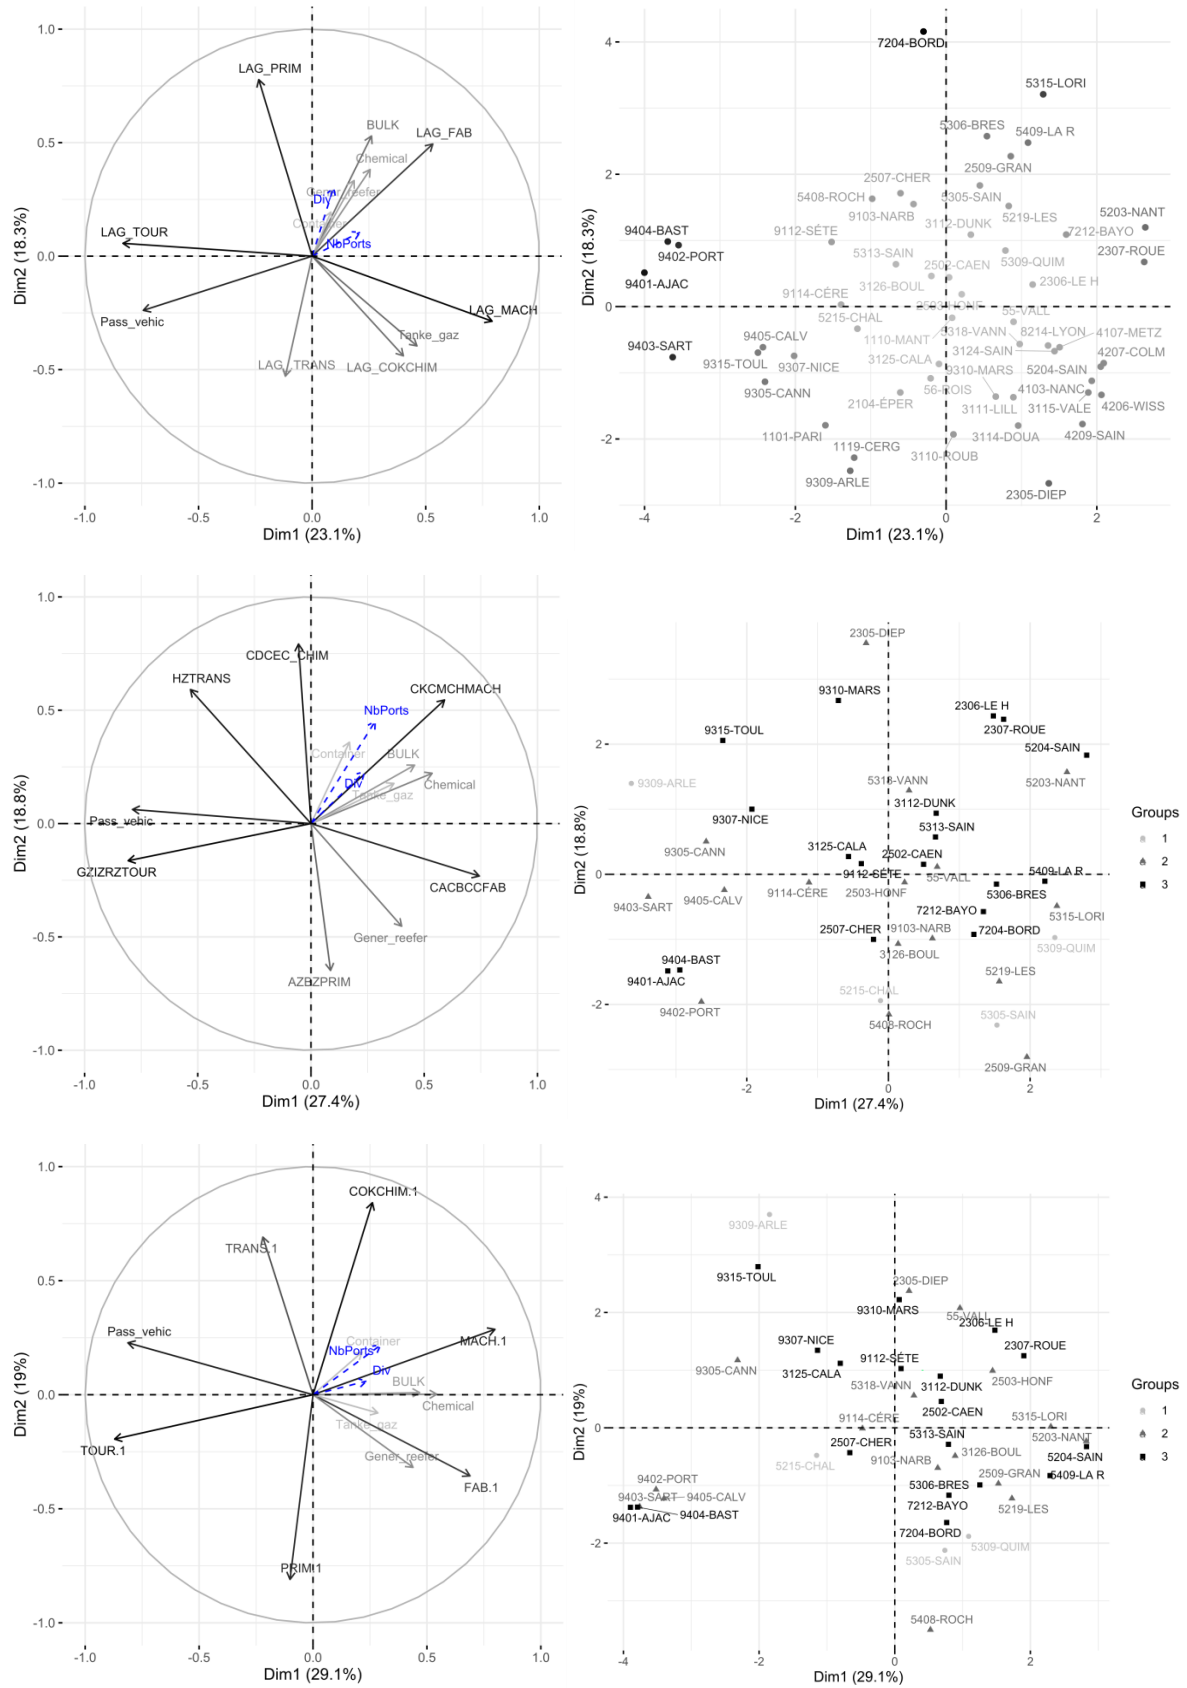 1.0
0.5
0.0
-0.5
-1.0
Dim2 (18.3%)
LAG_PRIM
BULK
LAG_FAB
Chemical
Gener_reefer
Div
Container
NbPorts
LAG_TOUR
Pass_vehic
LAG_MACH
Tanke_gaz
LAG_TRANS
LAG_COKCHIM
-1.0
-0.5
0.0
0.5
1.0
Dim1 (23.1%)
4
2
0
-2
Dim2 (18.3%)
7204-BORD
5315-LORI
5306-BRES
5409-LA R
2509-GRAN
2507-CHER
5408-ROCH
5305-SAIN
9103-NARB
5219-LES
5203-NANT
3112-DUNK
7212-BAYO
9404-BAST
9112-SÈTE
9402-PORT
5313-SAIN
2502-CAEN
5309-QUIM
2307-ROUE
9401-AJAC
3126-BOUL
2306-LE H
9114-CÈRE
2503-HONF
5215-CHAL
55-VALL
1110-MANT
5318-VANN
8214-LYON
4107-METZ
9405-CALV
9403-SART
9315-TOUL
9307-NICE
3125-CALA
3124-SAIN
4207-COLM
9310-MARS
5204-SAIN
9305-CANN
56-ROIS
4103-NANC
2104-ÉPER
3111-LILL
3115-VALE
4206-WISS
1101-PARI
3114-DOUA
4209-SAIN
1119-CERG
3110-ROUB
9309-ARLE
2305-DIEP
-4
-2
0
2
Dim1 (23.1%)
1.0
0.5
0.0
-0.5
-1.0
Dim2 (18.8%)
CDCEC_CHIM
HZTRANS
CKCMCHMACH
NbPorts
Container
BULK
Div
Chemical
Tanke_gaz
Pass_vehic
GZIZRZTOUR
CACBCCFAB
Gener_reefer
AZBZPRIM
-1.0
-0.5
0.0
0.5
1.0
Dim1 (27.4%)
2
0
-2
Dim2 (18.8%)
2305-DIEP
9310-MARS
2306-LE H
9315-TOUL
2307-ROUE
5204-SAIN
9309-ARLE
5318-VANN
5203-NANT
3112-DUNK
9307-NICE
5313-SAIN
9305-CANN
3125-CALA
2502-CAEN
9112-SÈTE
55-VALL
5409-LA R
9114-CÈRE
2503-HONF
5306-BRES
9403-SART
9405-CALV
7212-BAYO
5315-LORI
2507-CHER
9103-NARB
7204-BORD
3126-BOUL
5309-QUIM
9404-BAST
9401-AJAC
5215-CHAL
5219-LES
9402-PORT
5408-ROCH
5305-SAIN
2509-GRAN
-2
0
2
Dim1 (27.4%)
Groups
1
2
3
1.0
0.5
0.0
-0.5
-1.0
Dim2 (19%)
COKCHIM.1
TRANS.1
Pass_vehic
Container
MACH.1
NbPorts
Div
BULK
Chemical
Tanke_gaz
TOUR.1
Gener_reefer
FAB.1
PRIM.1
-1.0
-0.5
0.0
0.5
1.0
Dim1 (29.1%)
4
2
0
-2
Dim2 (19%)
9309-ARLE
9315-TOUL
2305-DIEP
9310-MARS
55-VALL
2306-LE H
9307-NICE
2307-ROUE
9305-CANN
3125-CALA
9112-SÈTE
2503-HONF
5318-VANN
3112-DUNK
2502-CAEN
9114-CÈRE
5315-LORI
2507-CHER
5313-SAIN
5203-NANT
5215-CHAL
9103-NARB
3126-BOUL
5204-SAIN
9402-PORT
2509-GRAN
5409-LA R
9403-SART
9405-CALV
5306-BRES
5219-LES
9401-AJAC
9404-BAST
7212-BAYO
7204-BORD
5309-QUIM
5305-SAIN
5408-ROCH
-4
-2
0
2
Dim1 (29.1%)
Groups
1
2
3